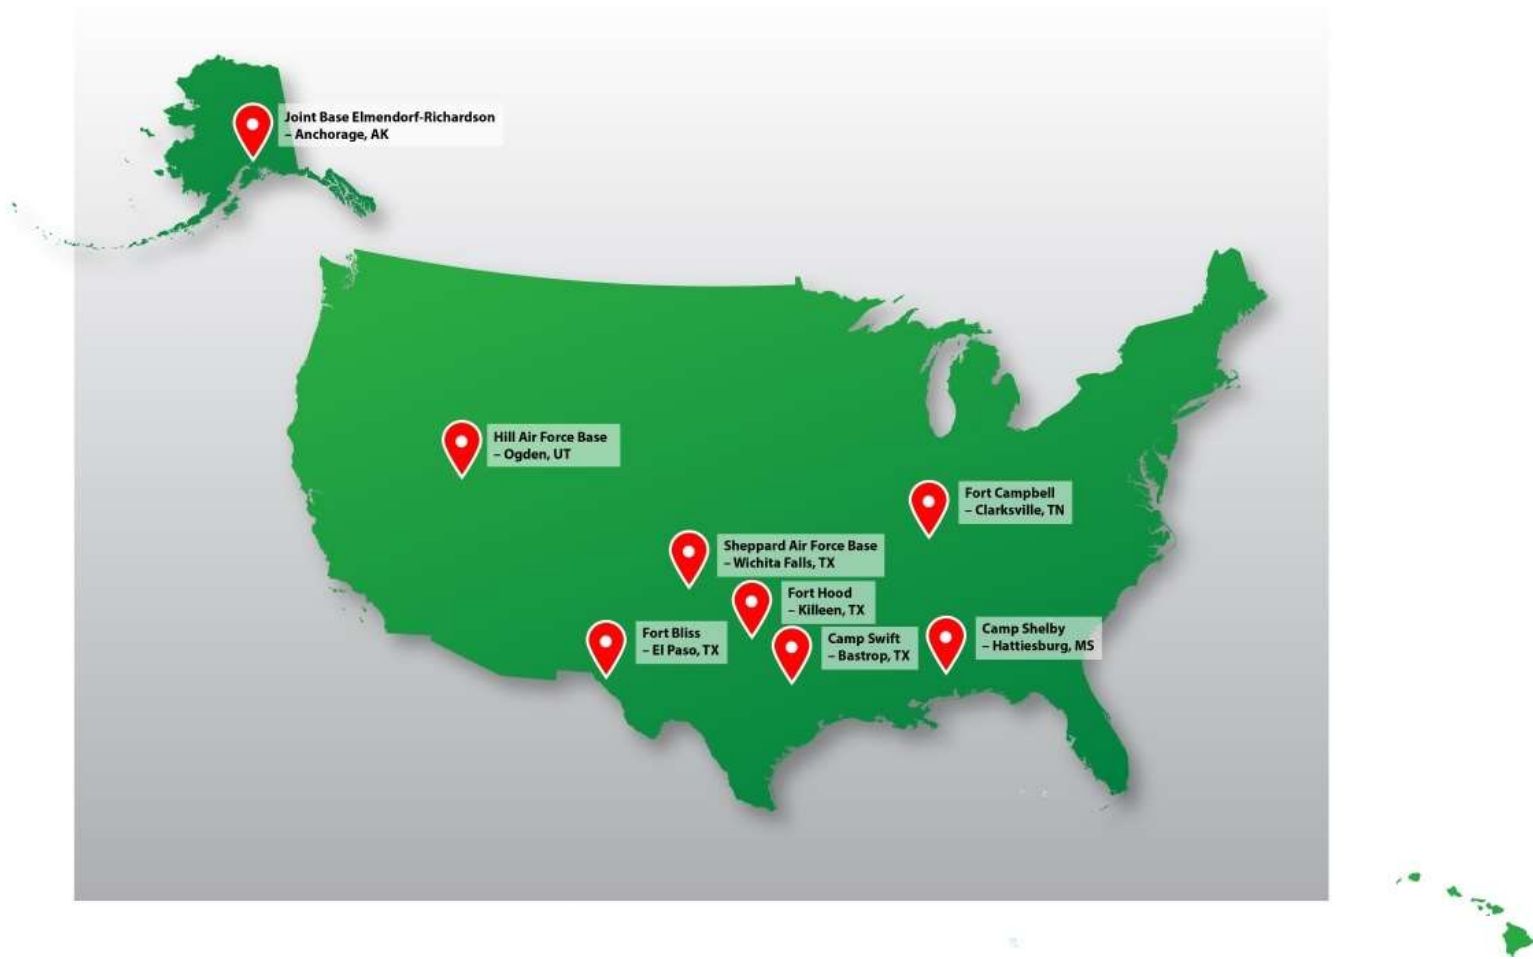 Joint Base Elmendorf-Richardson
– Anchorage, AK
Hill Air Force Base
– Ogden, UT
Fort Campbell
– Clarksville, TN
Sheppard Air Force Base
– Wichita Falls, TX
Fort Hood
– Killeen, TX
Fort Bliss
– El Paso, TX
Camp Swift
– Bastrop, TX
Camp Shelby
– Hattiesburg, MS